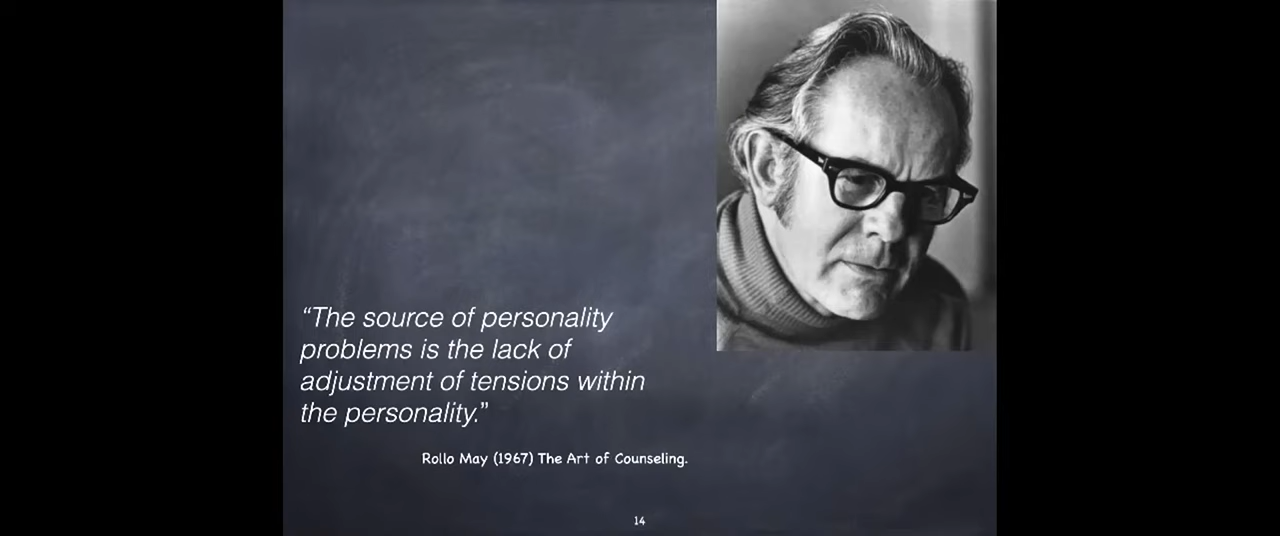 “The source of personality
problems is the lack of
adjustment of tensions within
the personality.”
Rollo May (1967) The Art of Counseling.
14